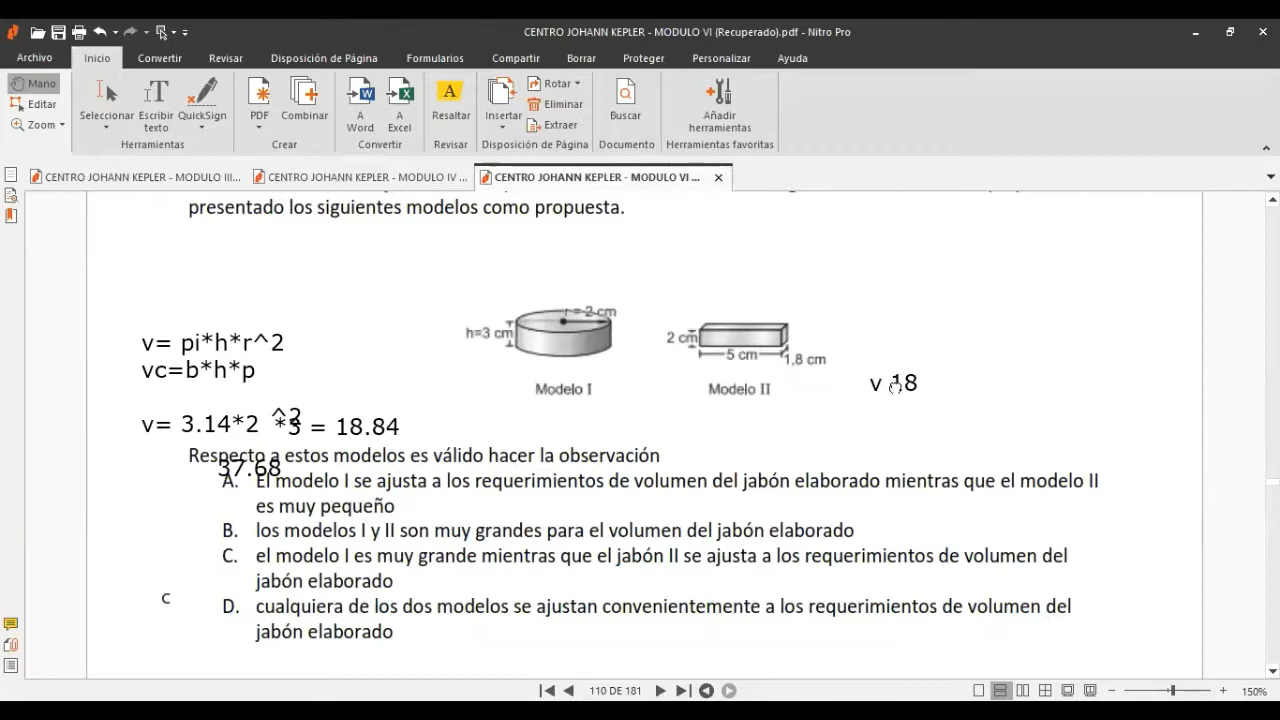 CENTRO JOHANN KEPLER - MODULO VI (Recuperado).pdf - Nitro Pro
Archivo Inicio Convertir Revisar Disposición de Página Formularios Compartir Borrar Proteger Personalizar Ayuda
Mano
Editar
Zoom
Seleccionar
Escribir texto
QuickSign
Herramientas
PDF
Combinar
Crear
A Word
A Excel
Convertir
Resaltar
Revisar
Insertar
Rotar
Eliminar
Extraer
Disposición de Página
Buscar
Documento
Añadir herramientas
Herramientas favoritas
CENTRO JOHANN KEPLER - MODULO III... CENTRO JOHANN KEPLER - MODULO IV ... CENTRO JOHANN KEPLER - MODULO VI ...
presentado los siguientes modelos como propuesta.
v= pi*h*r^2
vc=b*h*p
r = 2 cm
h=3 cm
Modelo I
2 cm
5 cm
1,8 cm
Modelo II
v 18
v= 3.14*2 ^2 *3 = 18.84
37.68
Respecto a estos modelos es válido hacer la observación
A. El modelo I se ajusta a los requerimientos de volumen del jabón elaborado mientras que el modelo II
es muy pequeño
B. los modelos I y II son muy grandes para el volumen del jabón elaborado
C. el modelo I es muy grande mientras que el jabón II se ajusta a los requerimientos de volumen del
jabón elaborado
c
D. cualquiera de los dos modelos se ajustan convenientemente a los requerimientos de volumen del
jabón elaborado
110 DE 181
150%